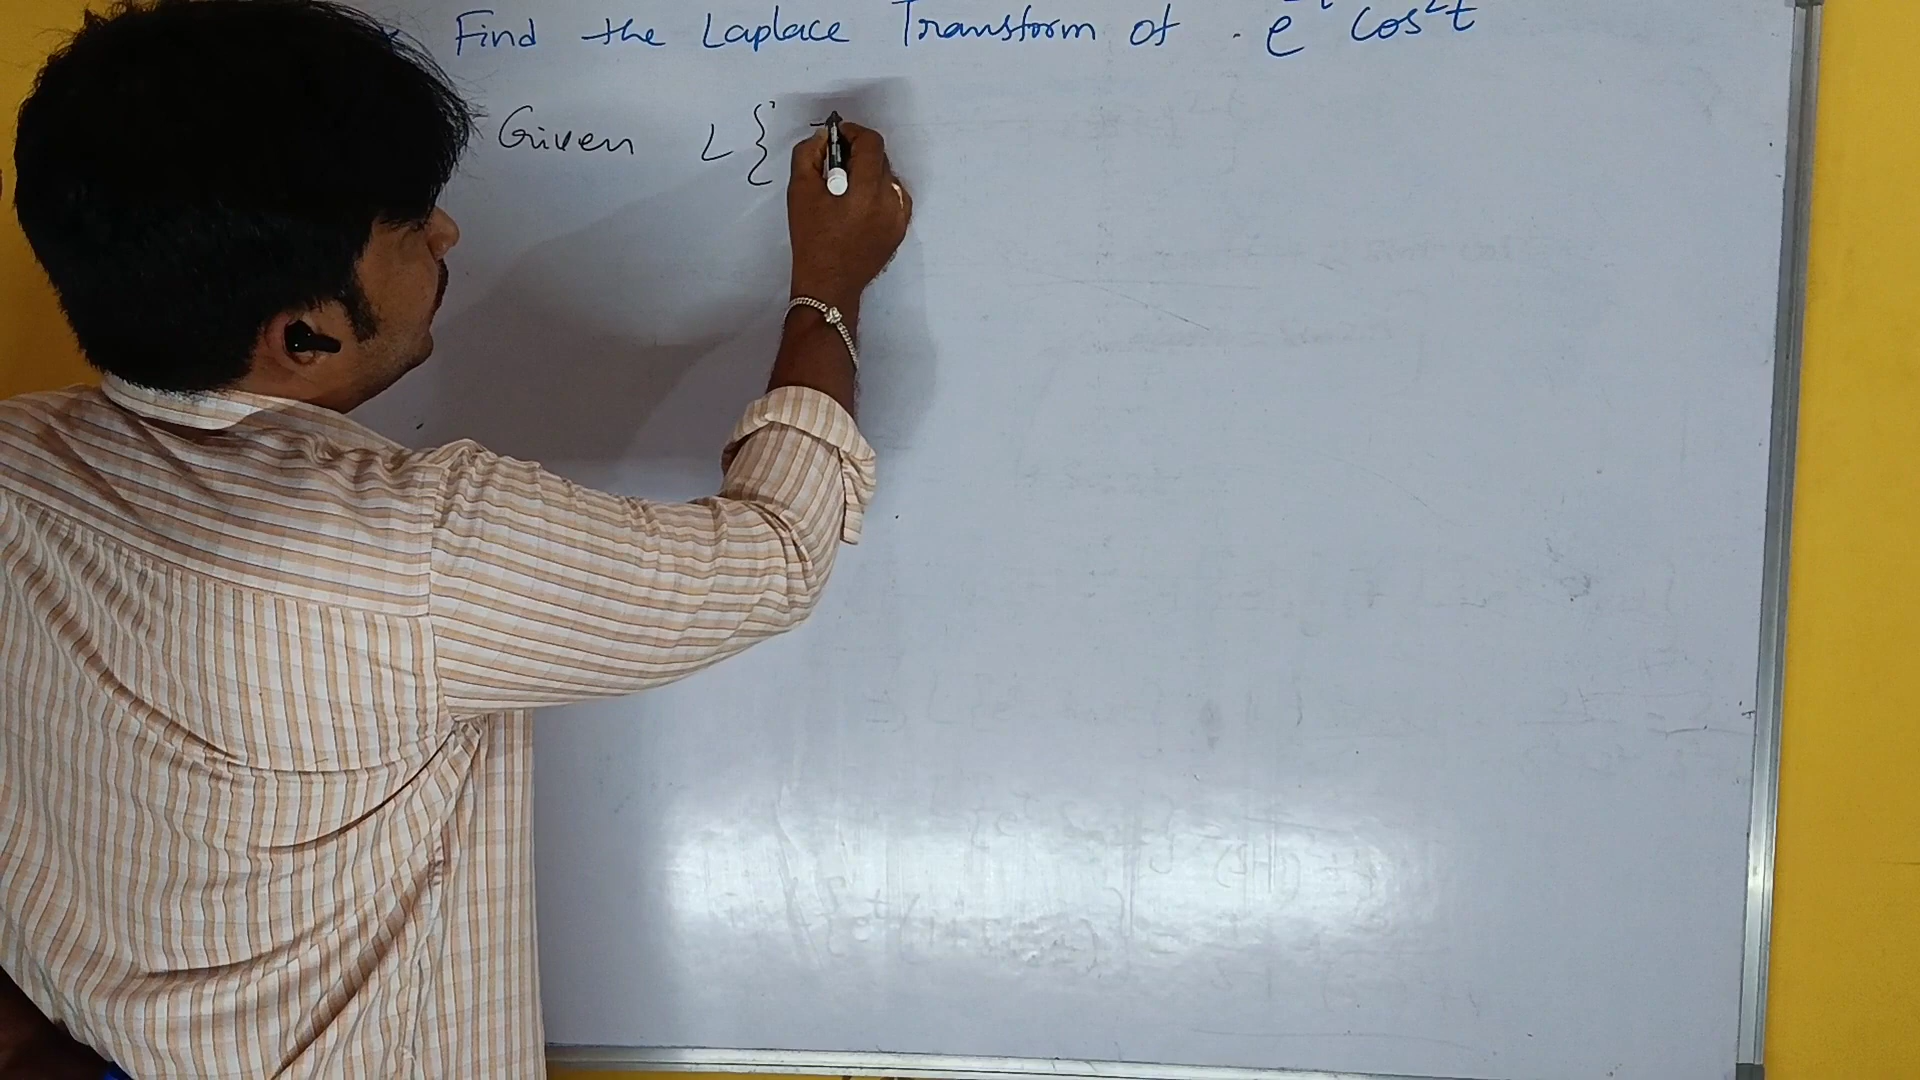 Find the Laplace Transform of . e⁻ᵗ Cos²t
Given L{ -